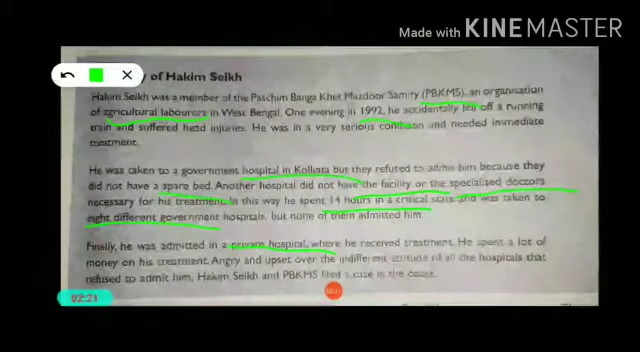 Made with KINEMASTER
y of Hakim Seikh
Hakim Seikh was a member of the Paschim Banga Khet Mazdoor Samity (PBKMS), an organisation
of agricultural labourers in West Bengal. One evening in 1992, he accidentally fell off a running
train and suffered head injuries. He was in a very serious condition and needed immediate
treatment.
He was taken to a government hospital in Kolkata but they refused to admit him because they
did not have a spare bed. Another hospital did not have the facility or the specialised doctors
necessary for his treatment. In this way he spent 14 hours in a critical state and was taken to
eight different government hospitals, but none of them admitted him.
Finally, he was admitted in a private hospital, where he received treatment. He spent a lot of
money on his treatment. Angry and upset over the indifferent attitude of all the hospitals that
refused to admit him, Hakim Seikh and PBKMS filed a case in the court.
02:21